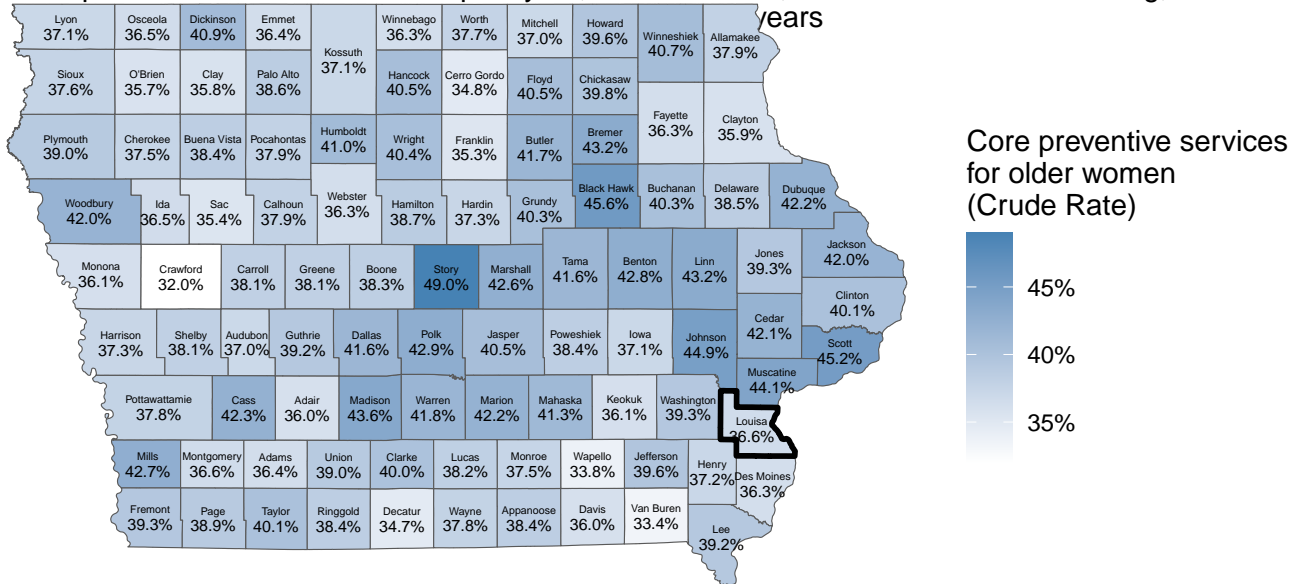 years
Lyon
37.1%
Osceola
36.5%
Dickinson
40.9%
Emmet
36.4%
Kossuth
37.1%
Winnebago
36.3%
Worth
37.7%
Mitchell
37.0%
Howard
39.6%
Winneshiek
40.7%
Allamakee
37.9%
Sioux
37.6%
O'Brien
35.7%
Clay
35.8%
Palo Alto
38.6%
Hancock
40.5%
Cerro Gordo
34.8%
Floyd
40.5%
Chickasaw
39.8%
Fayette
36.3%
Clayton
35.9%
Plymouth
39.0%
Cherokee
37.5%
Buena Vista
38.4%
Pocahontas
37.9%
Humboldt
41.0%
Wright
40.4%
Franklin
35.3%
Butler
41.7%
Bremer
43.2%
Woodbury
42.0%
Ida
36.5%
Sac
35.4%
Calhoun
37.9%
Webster
36.3%
Hamilton
38.7%
Hardin
37.3%
Grundy
40.3%
Black Hawk
45.6%
Buchanan
40.3%
Delaware
38.5%
Dubuque
42.2%
Monona
36.1%
Crawford
32.0%
Carroll
38.1%
Greene
38.1%
Boone
38.3%
Story
49.0%
Marshall
42.6%
Tama
41.6%
Benton
42.8%
Linn
43.2%
Jones
39.3%
Jackson
42.0%
Clinton
40.1%
Harrison
37.3%
Shelby
38.1%
Audubon
37.0%
Guthrie
39.2%
Dallas
41.6%
Polk
42.9%
Jasper
40.5%
Poweshiek
38.4%
Iowa
37.1%
Johnson
44.9%
Cedar
42.1%
Scott
45.2%
Muscatine
44.1%
Pottawattamie
37.8%
Cass
42.3%
Adair
36.0%
Madison
43.6%
Warren
41.8%
Marion
42.2%
Mahaska
41.3%
Keokuk
36.1%
Washington
39.3%
Louisa
36.6%
Mills
42.7%
Montgomery
36.6%
Adams
36.4%
Union
39.0%
Clarke
40.0%
Lucas
38.2%
Monroe
37.5%
Wapello
33.8%
Jefferson
39.6%
Henry
37.2%
Des Moines
36.3%
Fremont
39.3%
Page
38.9%
Taylor
40.1%
Ringgold
38.4%
Decatur
34.7%
Wayne
37.8%
Appanoose
38.4%
Davis
36.0%
Van Buren
33.4%
Lee
39.2%
Core preventive services
for older women
(Crude Rate)
45%
40%
35%